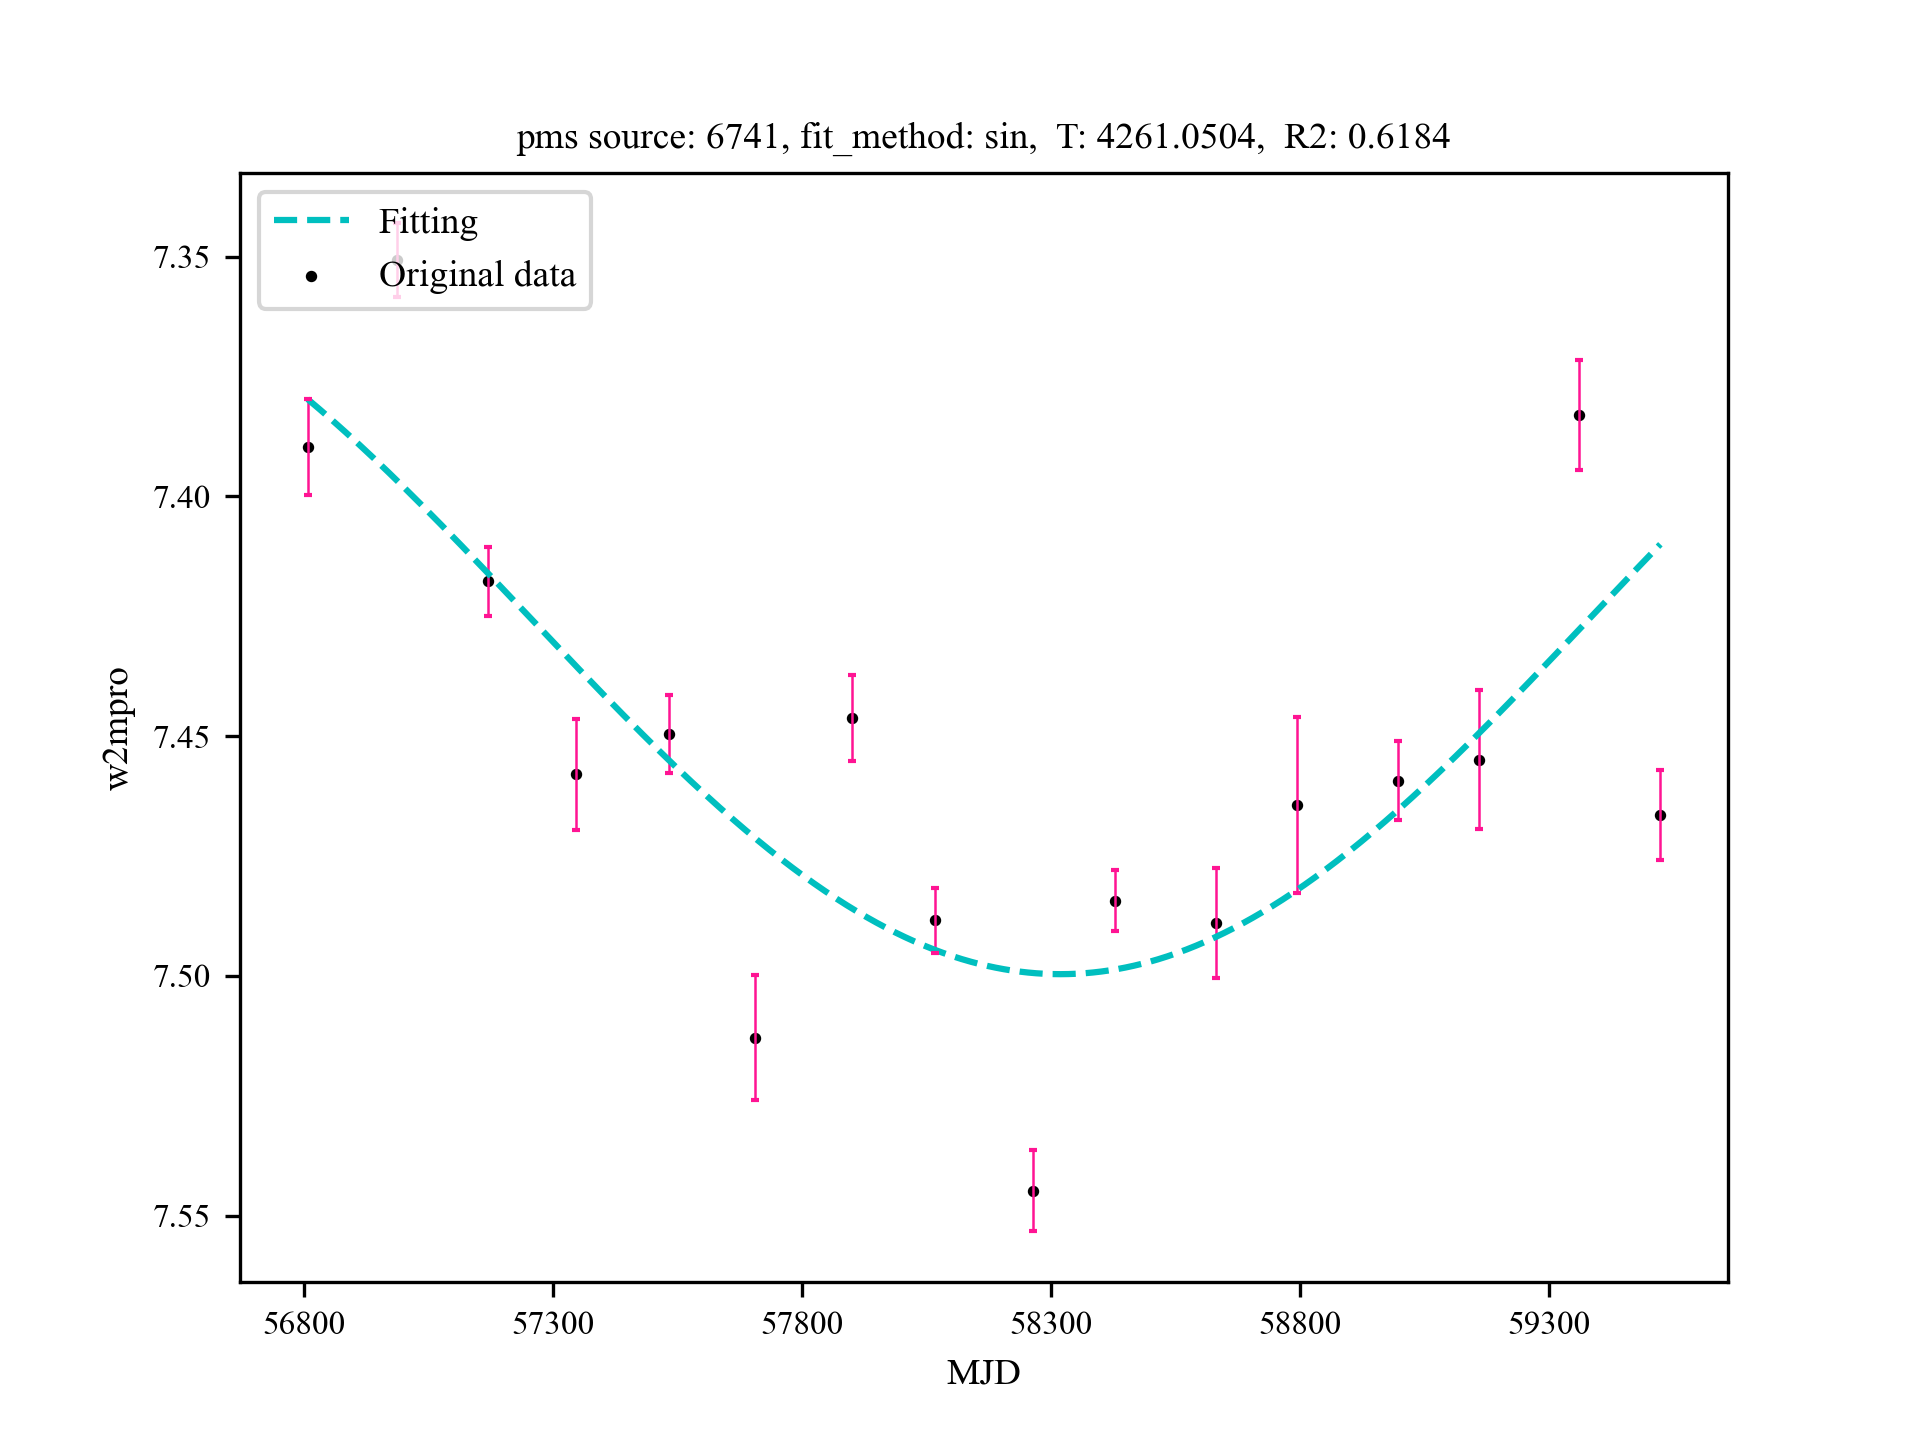 pms source: 6741, fit_method: sin,  T: 4261.0504,  R2: 0.6184
Fitting
Original data
7.35
7.40
7.45
7.50
7.55
w2mpro
56800 57300 57800 58300 58800 59300
MJD